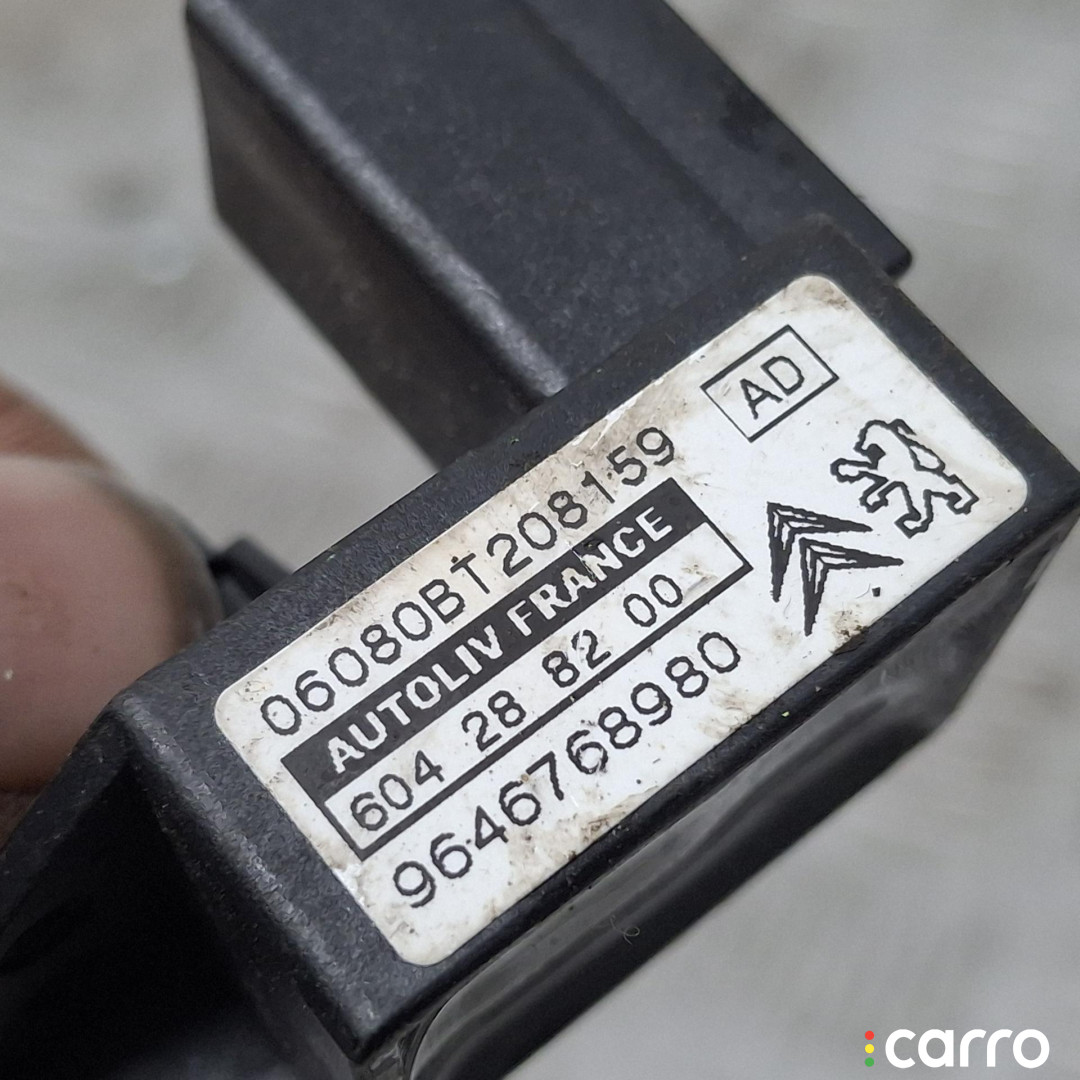 AD
06080BT208159
AUTOLIV FRANCE
604 28 82 00
9646768980
carro